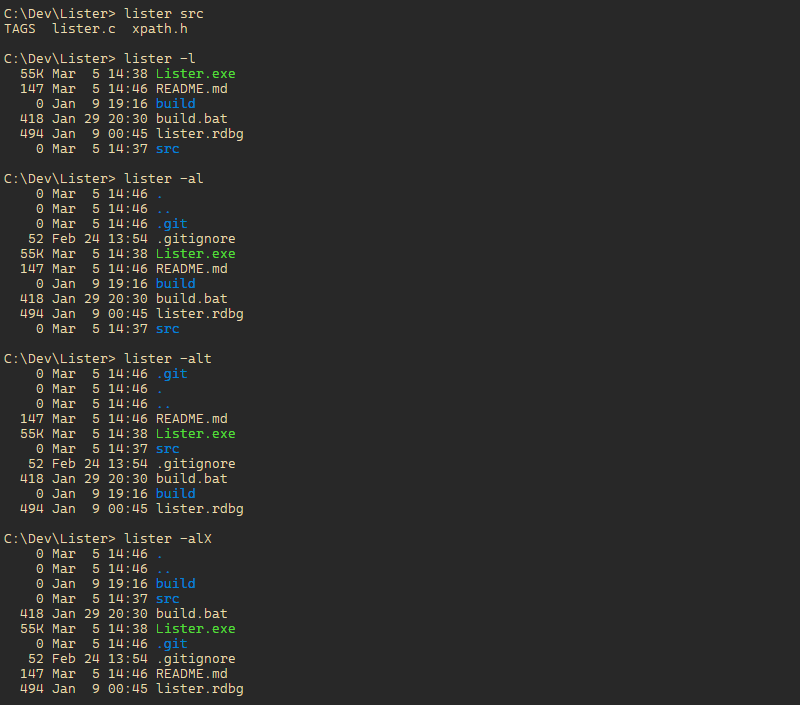 C:\Dev\Lister> lister src
TAGS  lister.c  xpath.h

C:\Dev\Lister> lister -l
  55K Mar  5 14:38 Lister.exe
  147 Mar  5 14:46 README.md
    0 Jan  9 19:16 build
  418 Jan 29 20:30 build.bat
  494 Jan  9 00:45 lister.rdbg
    0 Mar  5 14:37 src

C:\Dev\Lister> lister -al
    0 Mar  5 14:46 .
    0 Mar  5 14:46 ..
    0 Mar  5 14:46 .git
   52 Feb 24 13:54 .gitignore
  55K Mar  5 14:38 Lister.exe
  147 Mar  5 14:46 README.md
    0 Jan  9 19:16 build
  418 Jan 29 20:30 build.bat
  494 Jan  9 00:45 lister.rdbg
    0 Mar  5 14:37 src

C:\Dev\Lister> lister -alt
    0 Mar  5 14:46 .git
    0 Mar  5 14:46 .
    0 Mar  5 14:46 ..
  147 Mar  5 14:46 README.md
  55K Mar  5 14:38 Lister.exe
    0 Mar  5 14:37 src
   52 Feb 24 13:54 .gitignore
  418 Jan 29 20:30 build.bat
    0 Jan  9 19:16 build
  494 Jan  9 00:45 lister.rdbg

C:\Dev\Lister> lister -alX
    0 Mar  5 14:46 .
    0 Mar  5 14:46 ..
    0 Jan  9 19:16 build
    0 Mar  5 14:37 src
  418 Jan 29 20:30 build.bat
  55K Mar  5 14:38 Lister.exe
    0 Mar  5 14:46 .git
   52 Feb 24 13:54 .gitignore
  147 Mar  5 14:46 README.md
  494 Jan  9 00:45 lister.rdbg